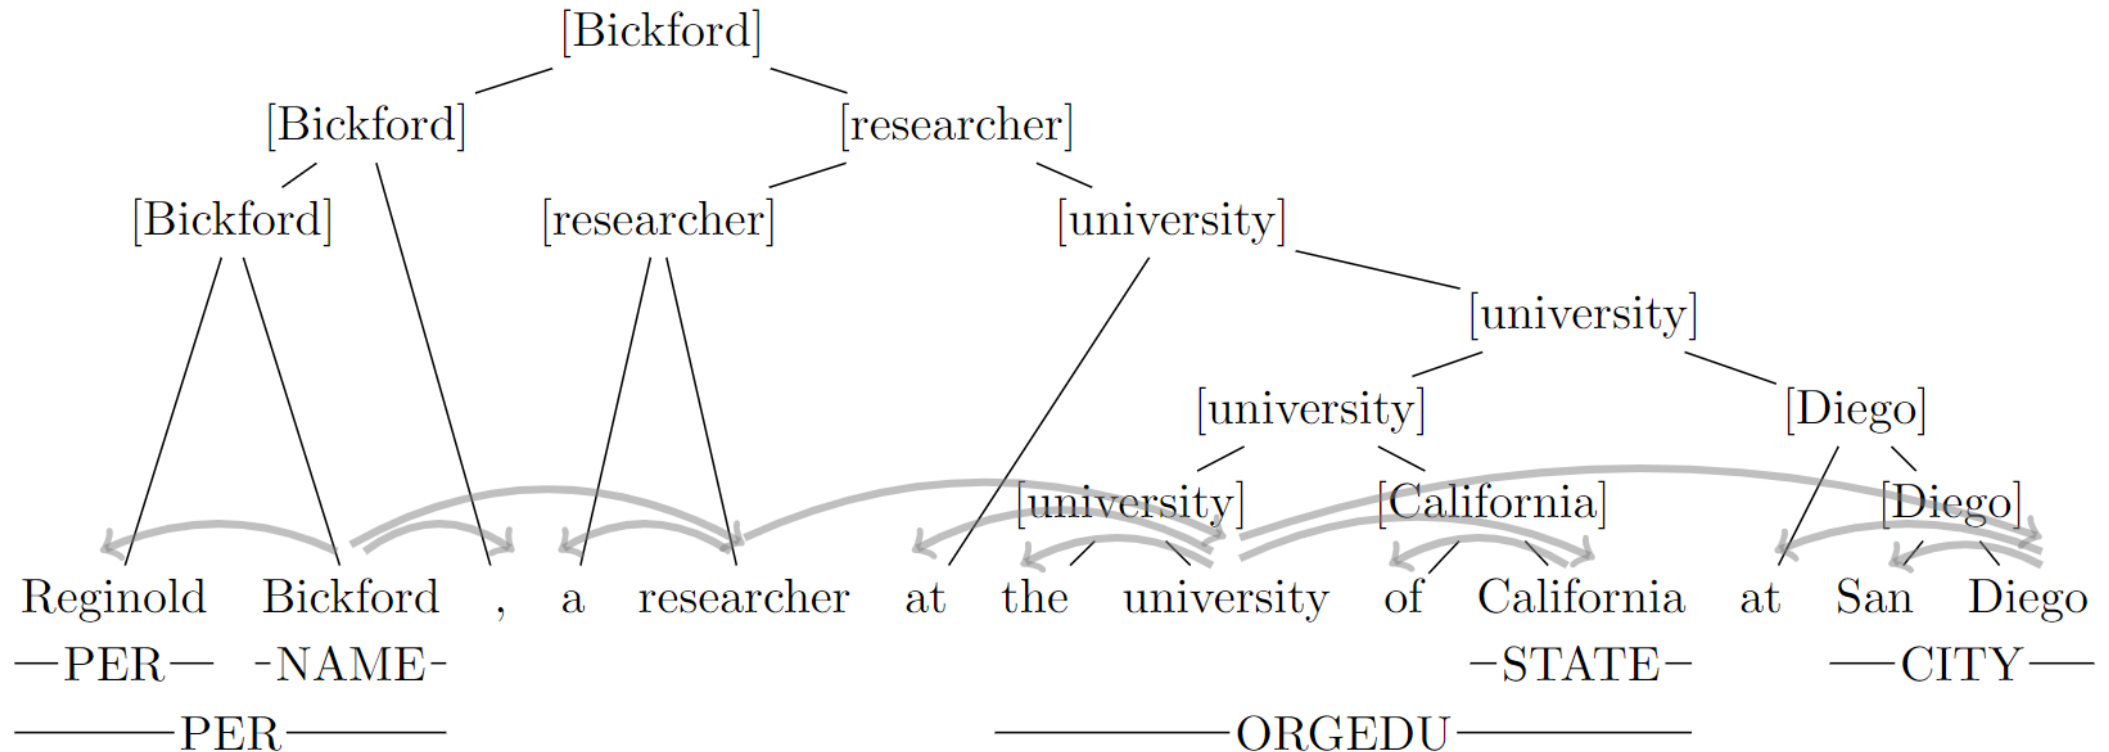 [Bickford]
[Bickford] [researcher]
[Bickford] [researcher] [university]
[university]
[university] [Diego]
[university] [California] [Diego]
Reginold Bickford , a researcher at the university of California at San Diego
PER NAME STATE CITY
PER ORGEDU